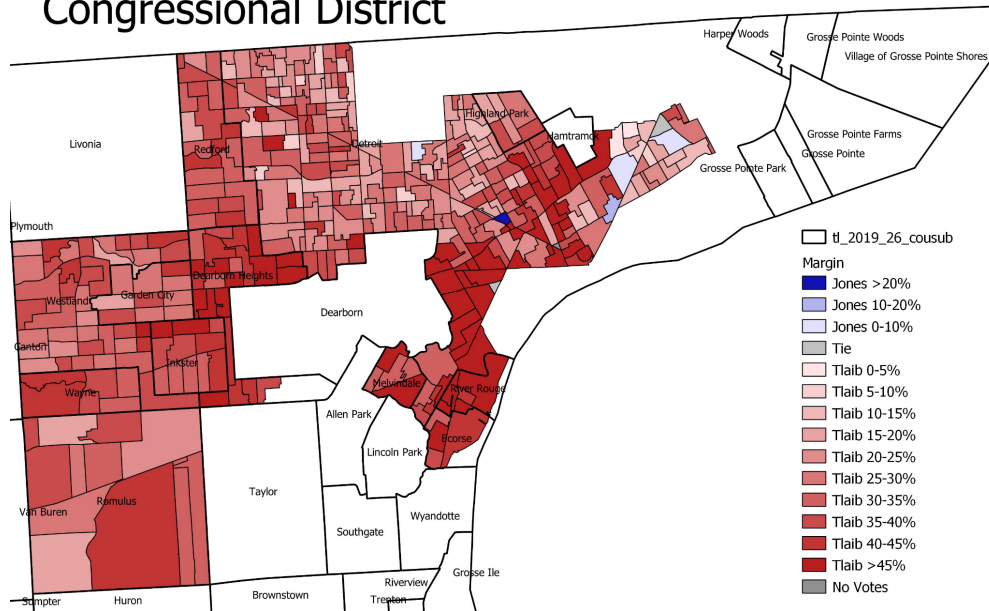 Congressional District
Harper Woods
Grosse Pointe Woods
Village of Grosse Pointe Shores
Highland Park
Hamtramck
Grosse Pointe Farms
Livonia
Redford
Detroit
Grosse Pointe
Grosse Pointe Park
Plymouth
tl_2019_26_cousub
Margin
Dearborn Heights
Jones >20%
Westland
Garden City
Jones 10-20%
Dearborn
Jones 0-10%
Canton
Tie
Inkster
Tlaib 0-5%
Melvindale
River Rouge
Wayne
Tlaib 5-10%
Allen Park
Tlaib 10-15%
Ecorse
Tlaib 15-20%
Lincoln Park
Tlaib 20-25%
Tlaib 25-30%
Taylor
Romulus
Tlaib 30-35%
Van Buren
Wyandotte
Tlaib 35-40%
Southgate
Tlaib 40-45%
Grosse Ile
Tlaib >45%
Riverview
No Votes
Sumpter
Huron
Brownstown
Trenton